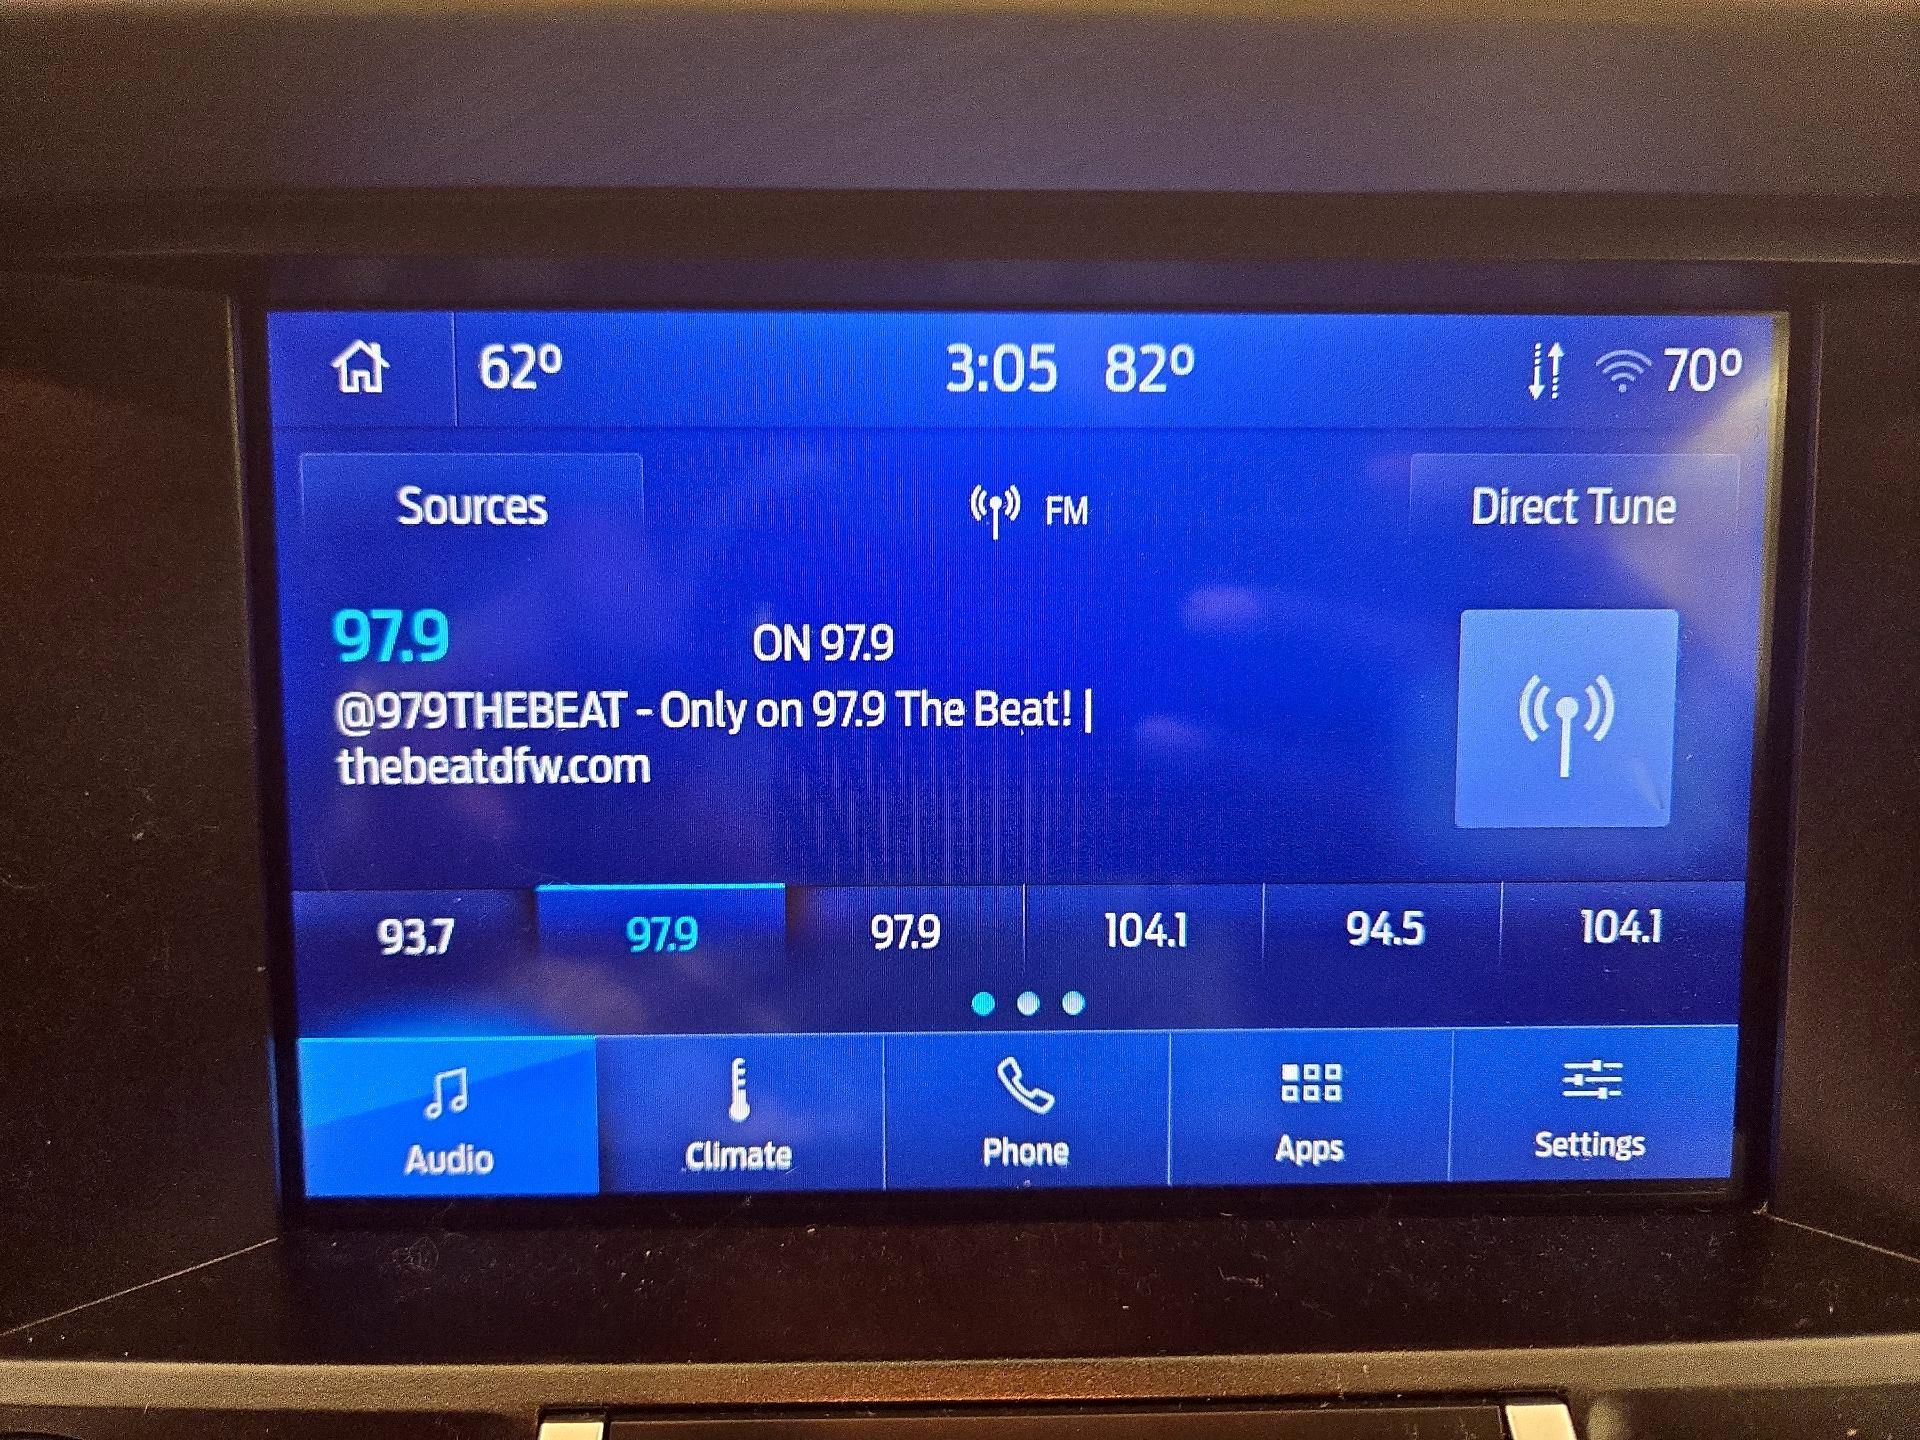 62° 3:05 82° 70°
Sources FM Direct Tune
97.9 ON 97.9
@979THEBEAT - Only on 97.9 The Beat! |
thebeatdfw.com
93.7 97.9 97.9 104.1 94.5 104.1
Audio Climate Phone Apps Settings